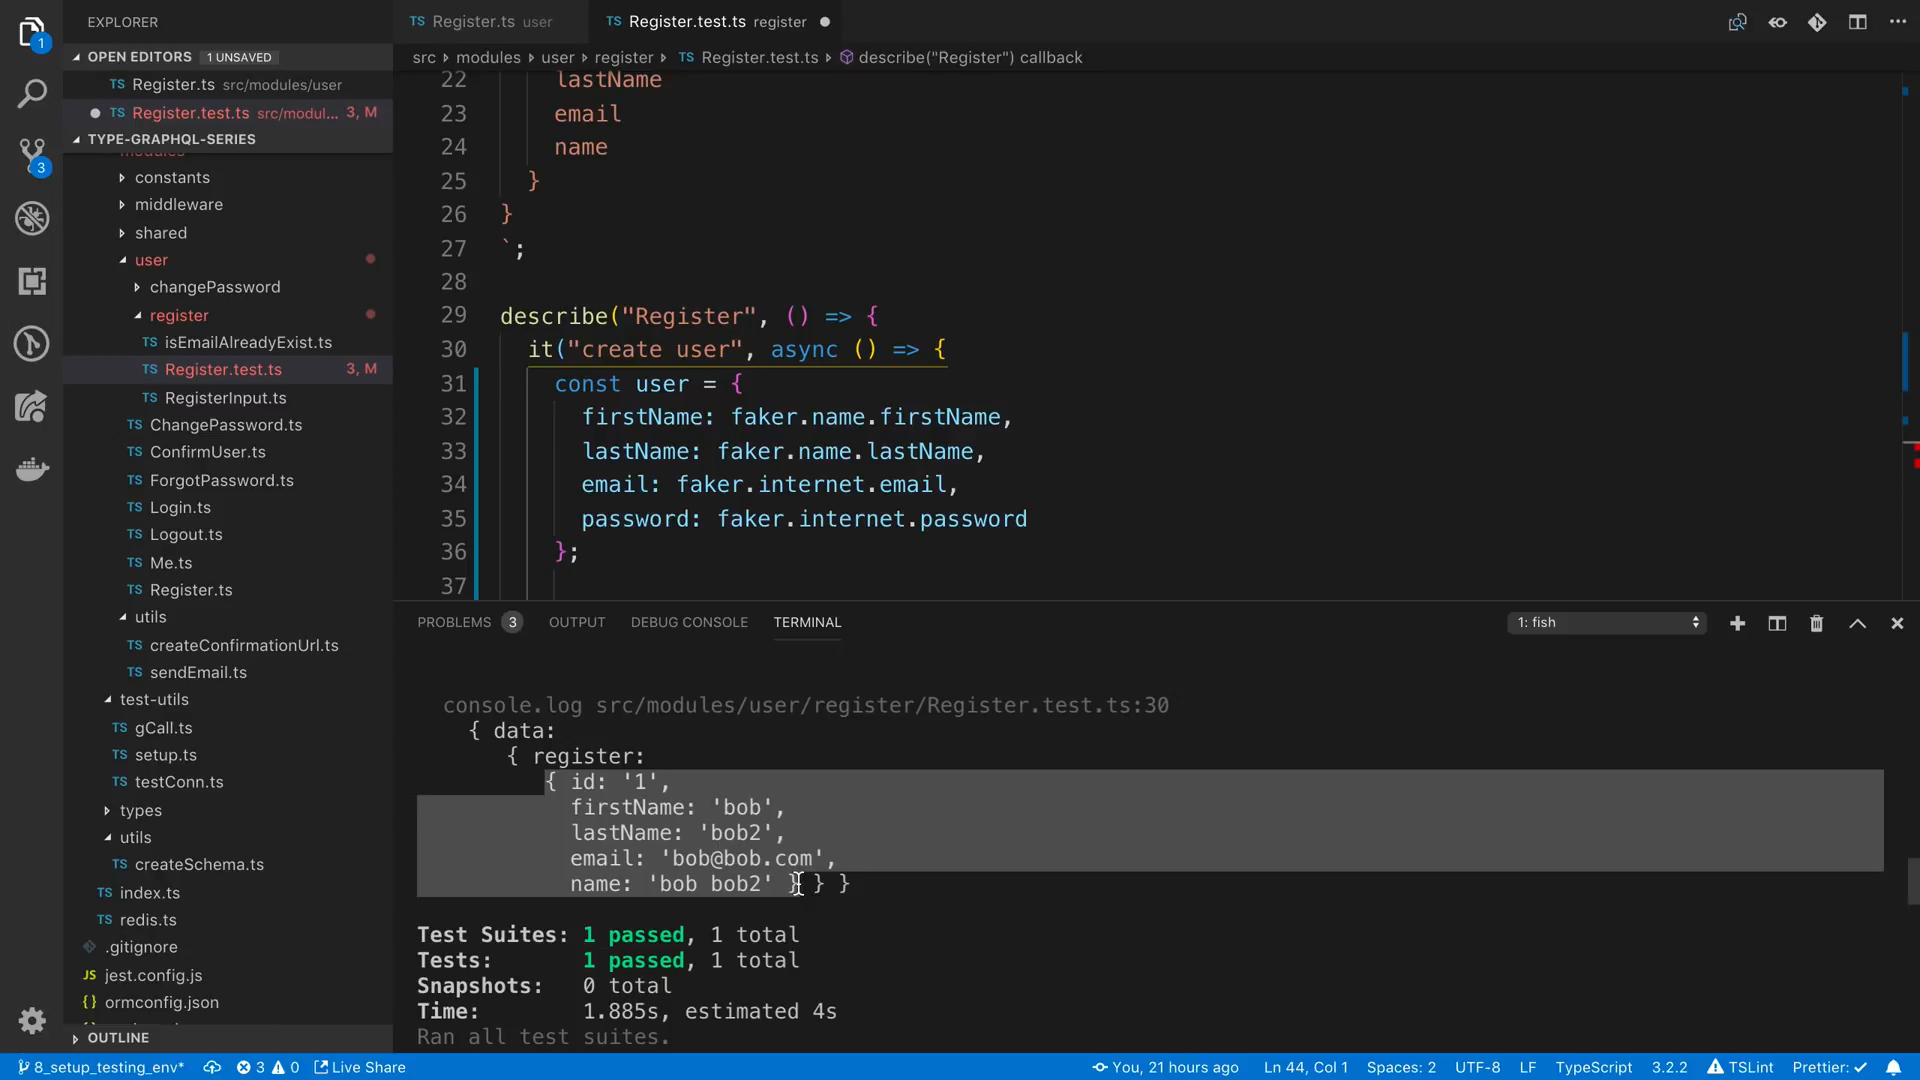 EXPLORER
OPEN EDITORS 1 UNSAVED
TS Register.ts src/modules/user
TS Register.test.ts src/modul... 3, M
TYPE-GRAPHQL-SERIES
modules
constants
middleware
shared
user
changePassword
register
TS isEmailAlreadyExist.ts
TS Register.test.ts 3, M
TS RegisterInput.ts
TS ChangePassword.ts
TS ConfirmUser.ts
TS ForgotPassword.ts
TS Login.ts
TS Logout.ts
TS Me.ts
TS Register.ts
utils
TS createConfirmationUrl.ts
TS sendEmail.ts
test-utils
TS gCall.ts
TS setup.ts
TS testConn.ts
types
utils
TS createSchema.ts
TS index.ts
TS redis.ts
.gitignore
JS jest.config.js
{} ormconfig.json
OUTLINE
1
3
TS Register.ts user
TS Register.test.ts register
src modules user register TS Register.test.ts describe("Register") callback
22 lastName
23 email
24 name
25 }
26 }
27 `;
28
29 describe("Register", () => {
30 it("create user", async () => {
31 const user = {
32 firstName: faker.name.firstName,
33 lastName: faker.name.lastName,
34 email: faker.internet.email,
35 password: faker.internet.password
36 };
37
PROBLEMS 3 OUTPUT DEBUG CONSOLE TERMINAL 1: fish
console.log src/modules/user/register/Register.test.ts:30
{ data:
{ register:
{ id: '1',
firstName: 'bob',
lastName: 'bob2',
email: 'bob@bob.com',
name: 'bob bob2' } } }
Test Suites: 1 passed, 1 total
Tests: 1 passed, 1 total
Snapshots: 0 total
Time: 1.885s, estimated 4s
Ran all test suites.
8_setup_testing_env* 3 0 Live Share You, 21 hours ago Ln 44, Col 1 Spaces: 2 UTF-8 LF TypeScript 3.2.2 TSLint Prettier: ✓